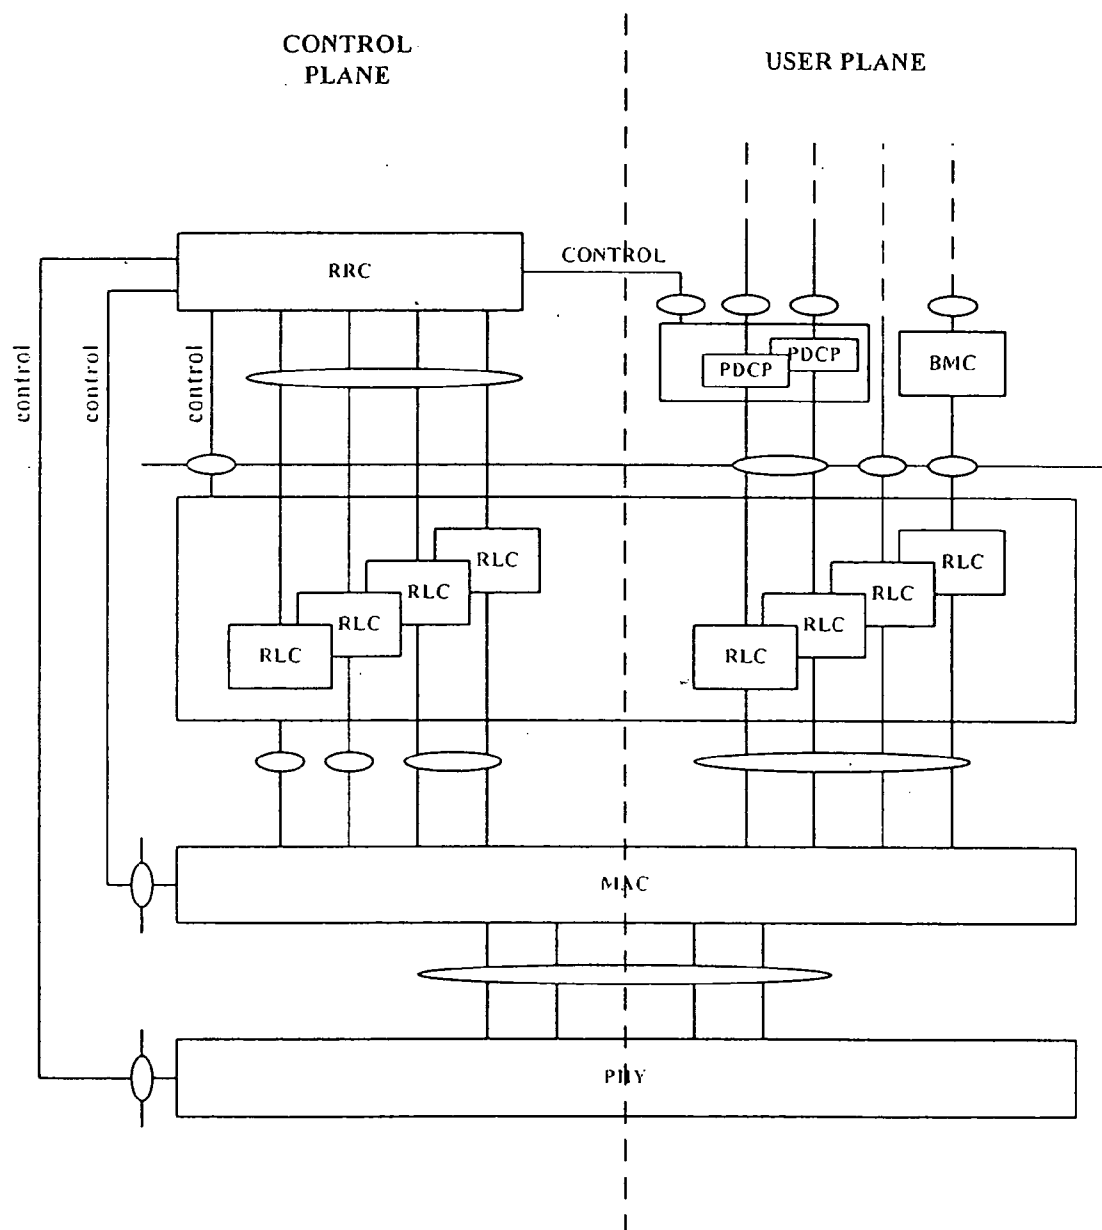 CONTROL
PLANE
USER PLANE
RRC
CONTROL
control
control
control
PDCP
PDCP
BMC
RLC
RLC
RLC
RLC
RLC
RLC
RLC
RLC
MAC
PHY